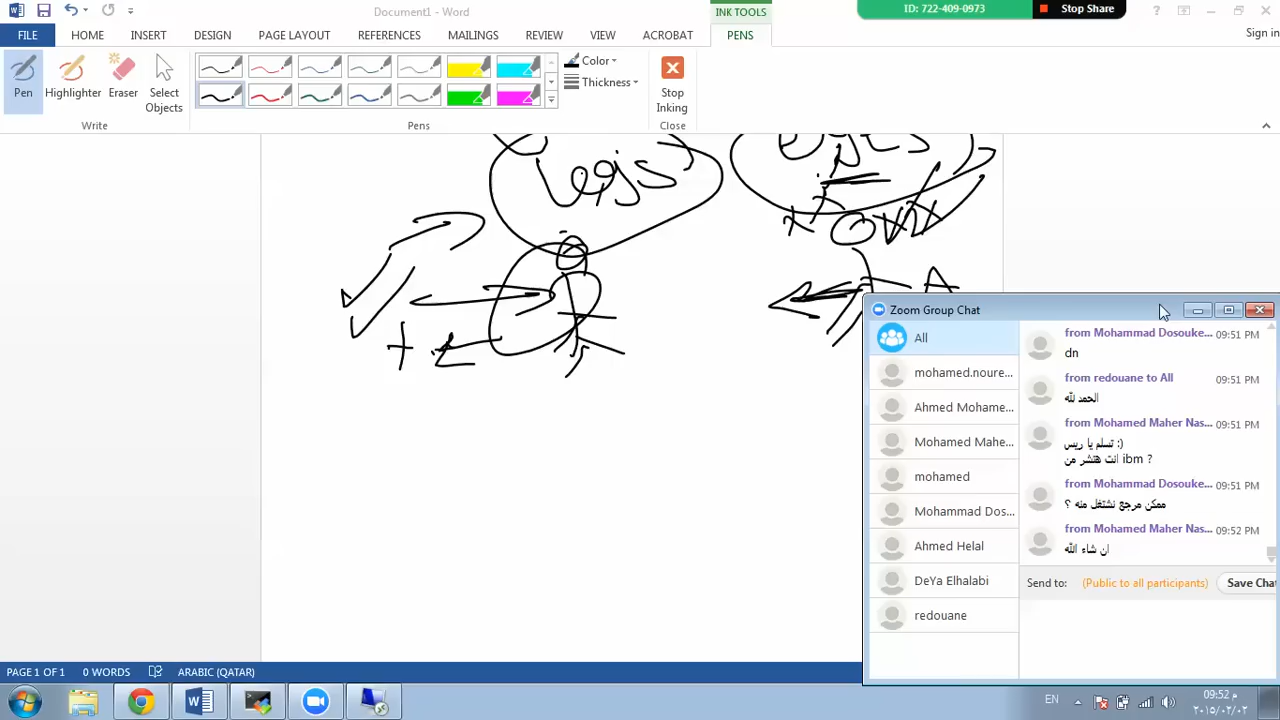 Document1 - Word
INK TOOLS
ID: 722-409-0973
Stop Share
?
FILE
HOME
INSERT
DESIGN
PAGE LAYOUT
REFERENCES
MAILINGS
REVIEW
VIEW
ACROBAT
PENS
Sign in
Pen
Highlighter
Eraser
Select Objects
Color
Thickness
Stop Inking
Write
Pens
Close
legs
Zoom Group Chat
All
mohamed.noure...
Ahmed Mohame...
Mohamed Mahe...
mohamed
Mohammad Dos...
Ahmed Helal
DeYa Elhalabi
redouane
from Mohammad Dosouke... 09:51 PM
dn
from redouane to All 09:51 PM
الحمد لله
from Mohamed Maher Nas... 09:51 PM
تسلم يا ريس :)
انت هتشر من ibm ?
from Mohammad Dosouke... 09:51 PM
ممكن مرجع نشتغل منه ؟
from Mohamed Maher Nas... 09:52 PM
ان شاء الله
Send to: (Public to all participants) Save Chat
PAGE 1 OF 1
0 WORDS
ARABIC (QATAR)
EN
09:52 م
٢٠١٥/٠٢/٠٢